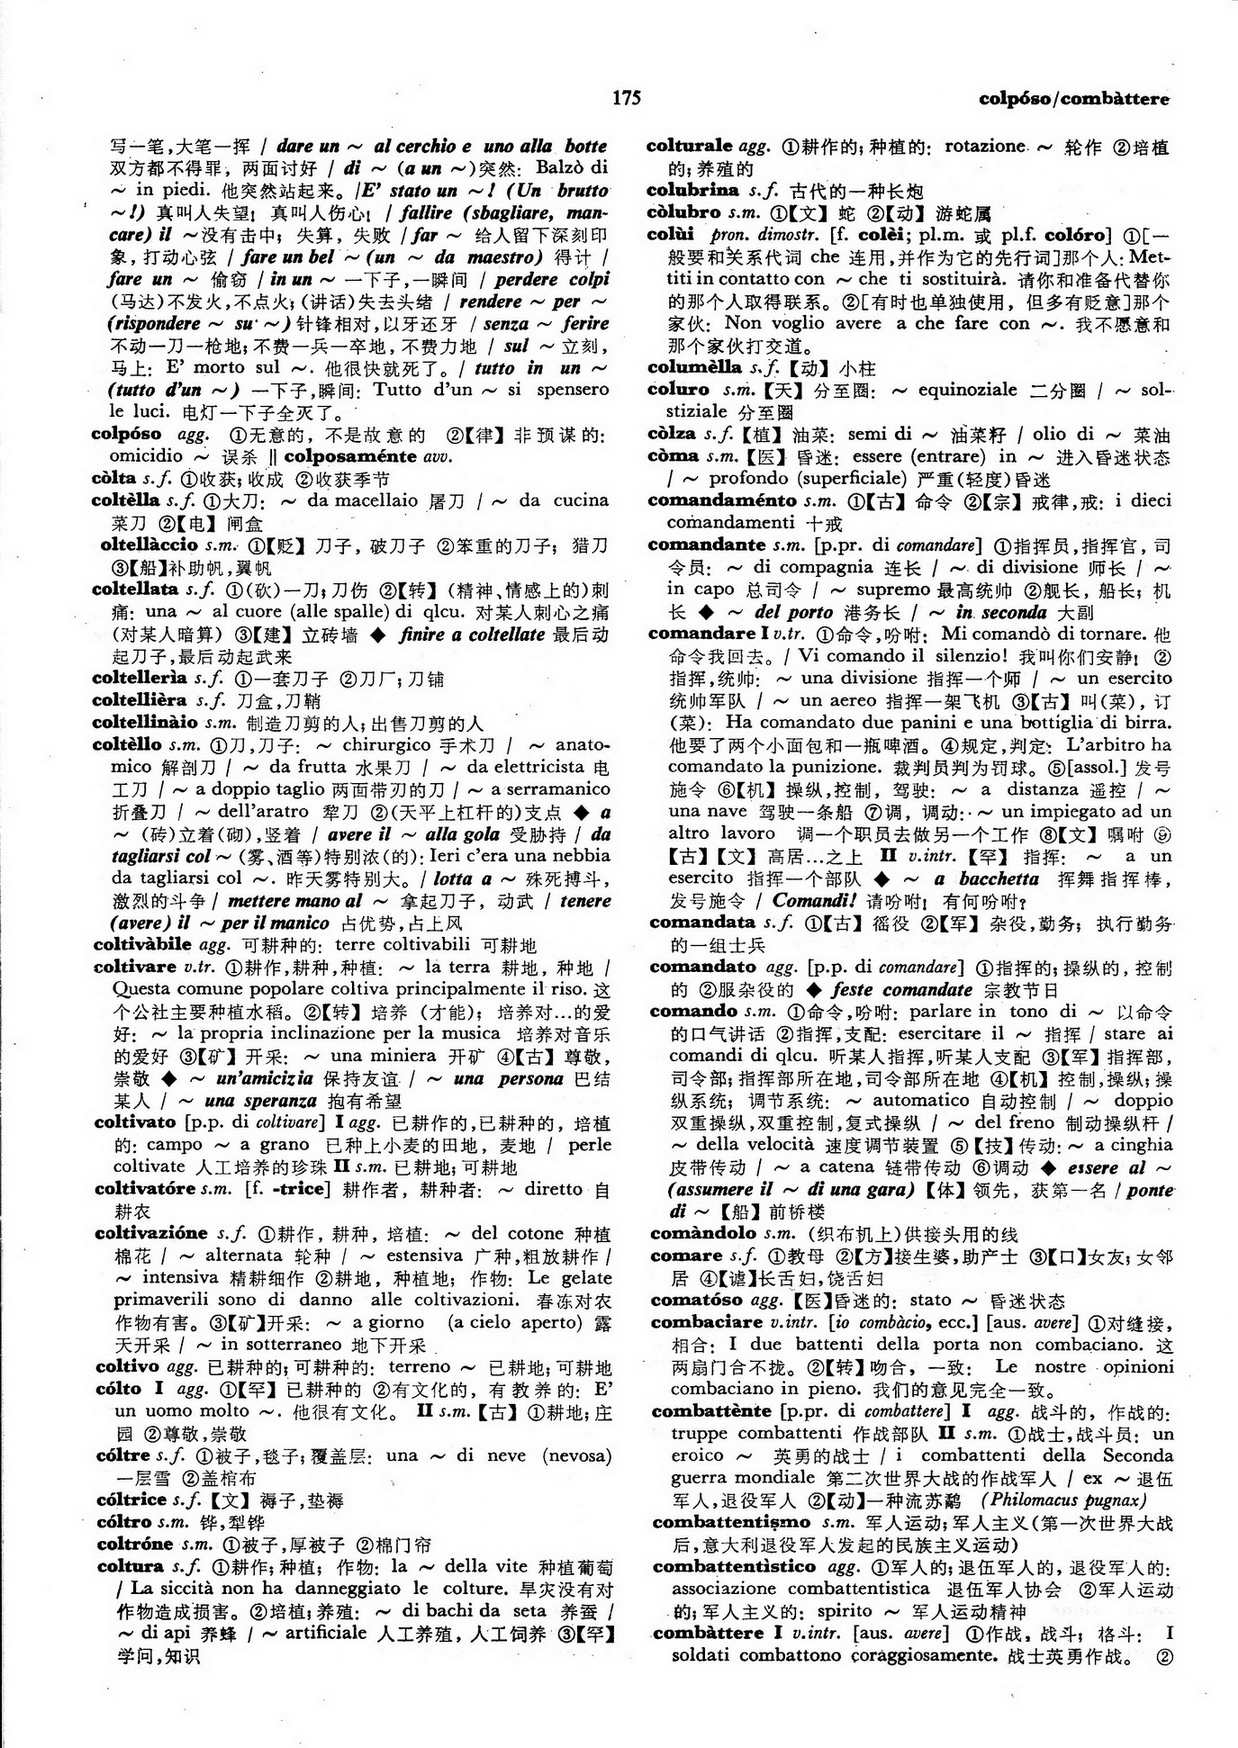 175
colpóso/combàttere
写一笔,大笔一挥 / dare un ~ al cerchio e uno alla botte
双方都不得罪, 两面讨好 / di ~ (a un ~)突然: Balzò di
~ in piedi. 他突然站起来。/E' stato un ~! (Un brutto
~!) 真叫人失望! 真叫人伤心! / fallire (sbagliare, man-
care) il ~没有击中; 失算, 失败 / far ~ 给人留下深刻印
象, 打动心弦 / fare un bel ~ (un ~ da maestro) 得计 /
fare un ~ 偷窃 / in un ~ 一下子,一瞬间 / perdere colpi
(马达)不发火,不点火; (讲话)失去头绪 / rendere ~ per ~
(rispondere ~ su ~) 针锋相对,以牙还牙 / senza ~ ferire
不动一刀一枪地; 不费一兵一卒地, 不费力地 / sul ~ 立刻,
马上: E' morto sul ~. 他很快就死了。/ tutto in un ~
(tutto d'un ~) 一下子,瞬间: Tutto d'un ~ si spensero
le luci. 电灯一下子全灭了。
colpóso agg. ①无意的, 不是故意的 ②【律】非预谋的:
omicidio ~ 误杀 ‖ colposaménte avv.
còlta s.f. ①收获; 收成 ②收获季节
coltèlla s.f. ①大刀: ~ da macellaio 屠刀 / ~ da cucina
菜刀 ②【电】闸盒
oltellàccio s.m. ①【贬】刀子, 破刀子 ②笨重的刀子; 猎刀
③【船】补助帆,翼帆
coltellata s.f. ①(砍)一刀; 刀伤 ②【转】(精神、情感上的)刺
痛: una ~ al cuore (alle spalle) di qlcu. 对某人刺心之痛
(对某人暗算) ③【建】立砖墙 ◆ finire a coltellate 最后动
起刀子,最后动起武来
coltellerìa s.f. ①一套刀子 ②刀厂; 刀铺
coltellièra s.f. 刀盒,刀鞘
coltellinàio s.m. 制造刀剪的人; 出售刀剪的人
coltèllo s.m. ①刀,刀子: ~ chirurgico 手术刀 / ~ anato-
mico 解剖刀 / ~ da frutta 水果刀 / ~ da elettricista 电
工刀 / ~ a doppio taglio 两面带刃的刀 / ~ a serramanico
折叠刀 / ~ dell'aratro 犁刀 ②(天平上杠杆的)支点 ◆ a
~ (砖)立着(砌),竖着 / avere il ~ alla gola 受胁持 / da
tagliarsi col ~ (雾、酒等)特别浓(的): Ieri c'era una nebbia
da tagliarsi col ~. 昨天雾特别大。/ lotta a ~ 殊死搏斗,
激烈的斗争 / mettere mano al ~ 拿起刀子, 动武 / tenere
(avere) il ~ per il manico 占优势,占上风
coltivàbile agg. 可耕种的: terre coltivabili 可耕地
coltivare v.tr. ①耕作,耕种,种植: ~ la terra 耕地, 种地 /
Questa comune popolare coltiva principalmente il riso. 这
个公社主要种植水稻。②【转】培养 (才能); 培养对…的爱
好: ~ la propria inclinazione per la musica 培养对音乐
的爱好 ③【矿】开采: ~ una miniera 开矿 ④【古】尊敬,
崇敬 ◆ ~ un'amicizia 保持友谊 / ~ una persona 巴结
某人 / ~ una speranza 抱有希望
coltivato [p.p. di coltivare] I agg. 已耕作的,已耕种的, 培植
的: campo ~ a grano 已种上小麦的田地, 麦地 / perle
coltivate 人工培养的珍珠 II s.m. 已耕地; 可耕地
coltivatóre s.m. [f. -trice] 耕作者, 耕种者: ~ diretto 自
耕农
coltivazióne s.f. ①耕作, 耕种, 培植: ~ del cotone 种植
棉花 / ~ alternata 轮种 / ~ estensiva 广种,粗放耕作 /
~ intensiva 精耕细作 ②耕地, 种植地; 作物: Le gelate
primaverili sono di danno alle coltivazioni. 春冻对农
作物有害。③【矿】开采: ~ a giorno (a cielo aperto) 露
天开采 / ~ in sotterraneo 地下开采
coltivo agg. 已耕种的; 可耕种的: terreno ~ 已耕地; 可耕地
cólto I agg. ①【罕】已耕种的 ②有文化的, 有教养的: E'
un uomo molto ~. 他很有文化。 II s.m.【古】①耕地; 庄
园 ②尊敬,崇敬
cóltre s.f. ①被子,毯子; 覆盖层: una ~ di neve (nevosa)
一层雪 ②盖棺布
cóltrice s.f.【文】褥子,垫褥
cóltro s.m. 铧,犁铧
coltróne s.m. ①被子,厚被子 ②棉门帘
coltura s.f. ①耕作; 种植; 作物: la ~ della vite 种植葡萄
/ La siccità non ha danneggiato le colture. 旱灾没有对
作物造成损害。②培植; 养殖: ~ di bachi da seta 养蚕 /
~ di api 养蜂 / ~ artificiale 人工养殖, 人工饲养 ③【罕】
学问,知识
colturale agg. ①耕作的; 种植的: rotazione ~ 轮作 ②培植
的; 养殖的
colubrina s.f. 古代的一种长炮
còlubro s.m. ①【文】蛇 ②【动】游蛇属
colùi pron. dimostr. [f. colèi; pl.m. 或 pl.f. colóro] ①[一
般要和关系代词 che 连用,并作为它的先行词]那个人: Met-
titi in contatto con ~ che ti sostituirà. 请你和准备代替你
的那个人取得联系。②[有时也单独使用, 但多有贬意]那个
家伙: Non voglio avere a che fare con ~. 我不愿意和
那个家伙打交道。
columèlla s.f.【动】小柱
coluro s.m.【天】分至圈: ~ equinoziale 二分圈 / ~ sol-
stiziale 分至圈
còlza s.f.【植】油菜: semi di ~ 油菜籽 / olio di ~ 菜油
còma s.m.【医】昏迷: essere (entrare) in ~ 进入昏迷状态
/ ~ profondo (superficiale) 严重(轻度)昏迷
comandaménto s.m. ①【古】命令 ②【宗】戒律,戒: i dieci
comandamenti 十戒
comandante s.m. [p.pr. di comandare] ①指挥员,指挥官, 司
令员: ~ di compagnia 连长 / ~ di divisione 师长 / ~
in capo 总司令 / ~ supremo 最高统帅 ②舰长, 船长; 机
长 ◆ ~ del porto 港务长 / ~ in seconda 大副
comandare I v.tr. ①命令,吩咐: Mi comandò di tornare. 他
命令我回去。/ Vi comando il silenzio! 我叫你们安静! ②
指挥,统帅: ~ una divisione 指挥一个师 / ~ un esercito
统帅军队 / ~ un aereo 指挥一架飞机 ③【古】叫(菜), 订
(菜): Ha comandato due panini e una bottiglia di birra.
他要了两个小面包和一瓶啤酒。④规定,判定: L'arbitro ha
comandato la punizione. 裁判员判为罚球。⑤[assol.] 发号
施令 ⑥【机】操纵,控制, 驾驶: ~ a distanza 遥控 / ~
una nave 驾驶一条船 ⑦调, 调动: ~ un impiegato ad un
altro lavoro 调一个职员去做另一个工作 ⑧【文】嘱咐 ⑨
【古】【文】高居…之上 II v.intr.【罕】指挥: ~ a un
esercito 指挥一个部队 ◆ ~ a bacchetta 挥舞指挥棒,
发号施令 / Comandi! 请吩咐! 有何吩咐?
comandata s.f. ①【古】徭役 ②【军】杂役,勤务; 执行勤务
的一组士兵
comandato agg. [p.p. di comandare] ①指挥的; 操纵的, 控制
的 ②服杂役的 ◆ feste comandate 宗教节日
comando s.m. ①命令,吩咐: parlare in tono di ~ 以命令
的口气讲话 ②指挥,支配: esercitare il ~ 指挥 / stare ai
comandi di qlcu. 听某人指挥,听某人支配 ③【军】指挥部,
司令部; 指挥部所在地,司令部所在地 ④【机】控制,操纵; 操
纵系统; 调节系统: ~ automatico 自动控制 / ~ doppio
双重操纵,双重控制,复式操纵 / ~ del freno 制动操纵杆 /
~ della velocità 速度调节装置 ⑤【技】传动: ~ a cinghia
皮带传动 / ~ a catena 链带传动 ⑥调动 ◆ essere al ~
(assumere il ~ di una gara)【体】领先, 获第一名 / ponte
di ~【船】前桥楼
comàndolo s.m. (织布机上)供接头用的线
comare s.f. ①教母 ②【方】接生婆,助产士 ③【口】女友; 女邻
居 ④【谑】长舌妇,饶舌妇
comatóso agg.【医】昏迷的: stato ~ 昏迷状态
combaciare v.intr. [io combàcio, ecc.] [aus. avere] ①对缝接,
相合: I due battenti della porta non combaciano. 这
两扇门合不拢。②【转】吻合, 一致: Le nostre opinioni
combaciano in pieno. 我们的意见完全一致。
combattènte [p.pr. di combattere] I agg. 战斗的, 作战的:
truppe combattenti 作战部队 II s.m. ①战士,战斗员: un
eroico ~ 英勇的战士 / i combattenti della Seconda
guerra mondiale 第二次世界大战的作战军人 / ex ~ 退伍
军人,退役军人 ②【动】一种流苏鹬 (Philomacus pugnax)
combattentismo s.m. 军人运动; 军人主义(第一次世界大战
后,意大利退役军人发起的民族主义运动)
combattentìstico agg. ①军人的; 退伍军人的, 退役军人的:
associazione combattentistica 退伍军人协会 ②军人运动
的; 军人主义的: spirito ~ 军人运动精神
combàttere I v.intr. [aus. avere] ①作战, 战斗; 格斗: I
soldati combattono coraggiosamente. 战士英勇作战。 ②